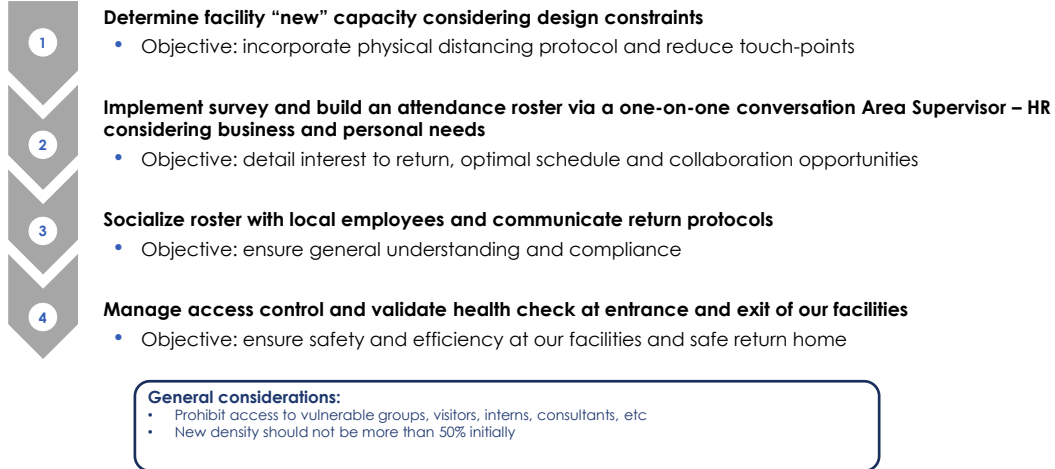 1
Determine facility “new” capacity considering design constraints
• Objective: incorporate physical distancing protocol and reduce touch-points
2
Implement survey and build an attendance roster via a one-on-one conversation Area Supervisor – HR
considering business and personal needs
• Objective: detail interest to return, optimal schedule and collaboration opportunities
3
Socialize roster with local employees and communicate return protocols
• Objective: ensure general understanding and compliance
4
Manage access control and validate health check at entrance and exit of our facilities
• Objective: ensure safety and efficiency at our facilities and safe return home
General considerations:
• Prohibit access to vulnerable groups, visitors, interns, consultants, etc
• New density should not be more than 50% initially